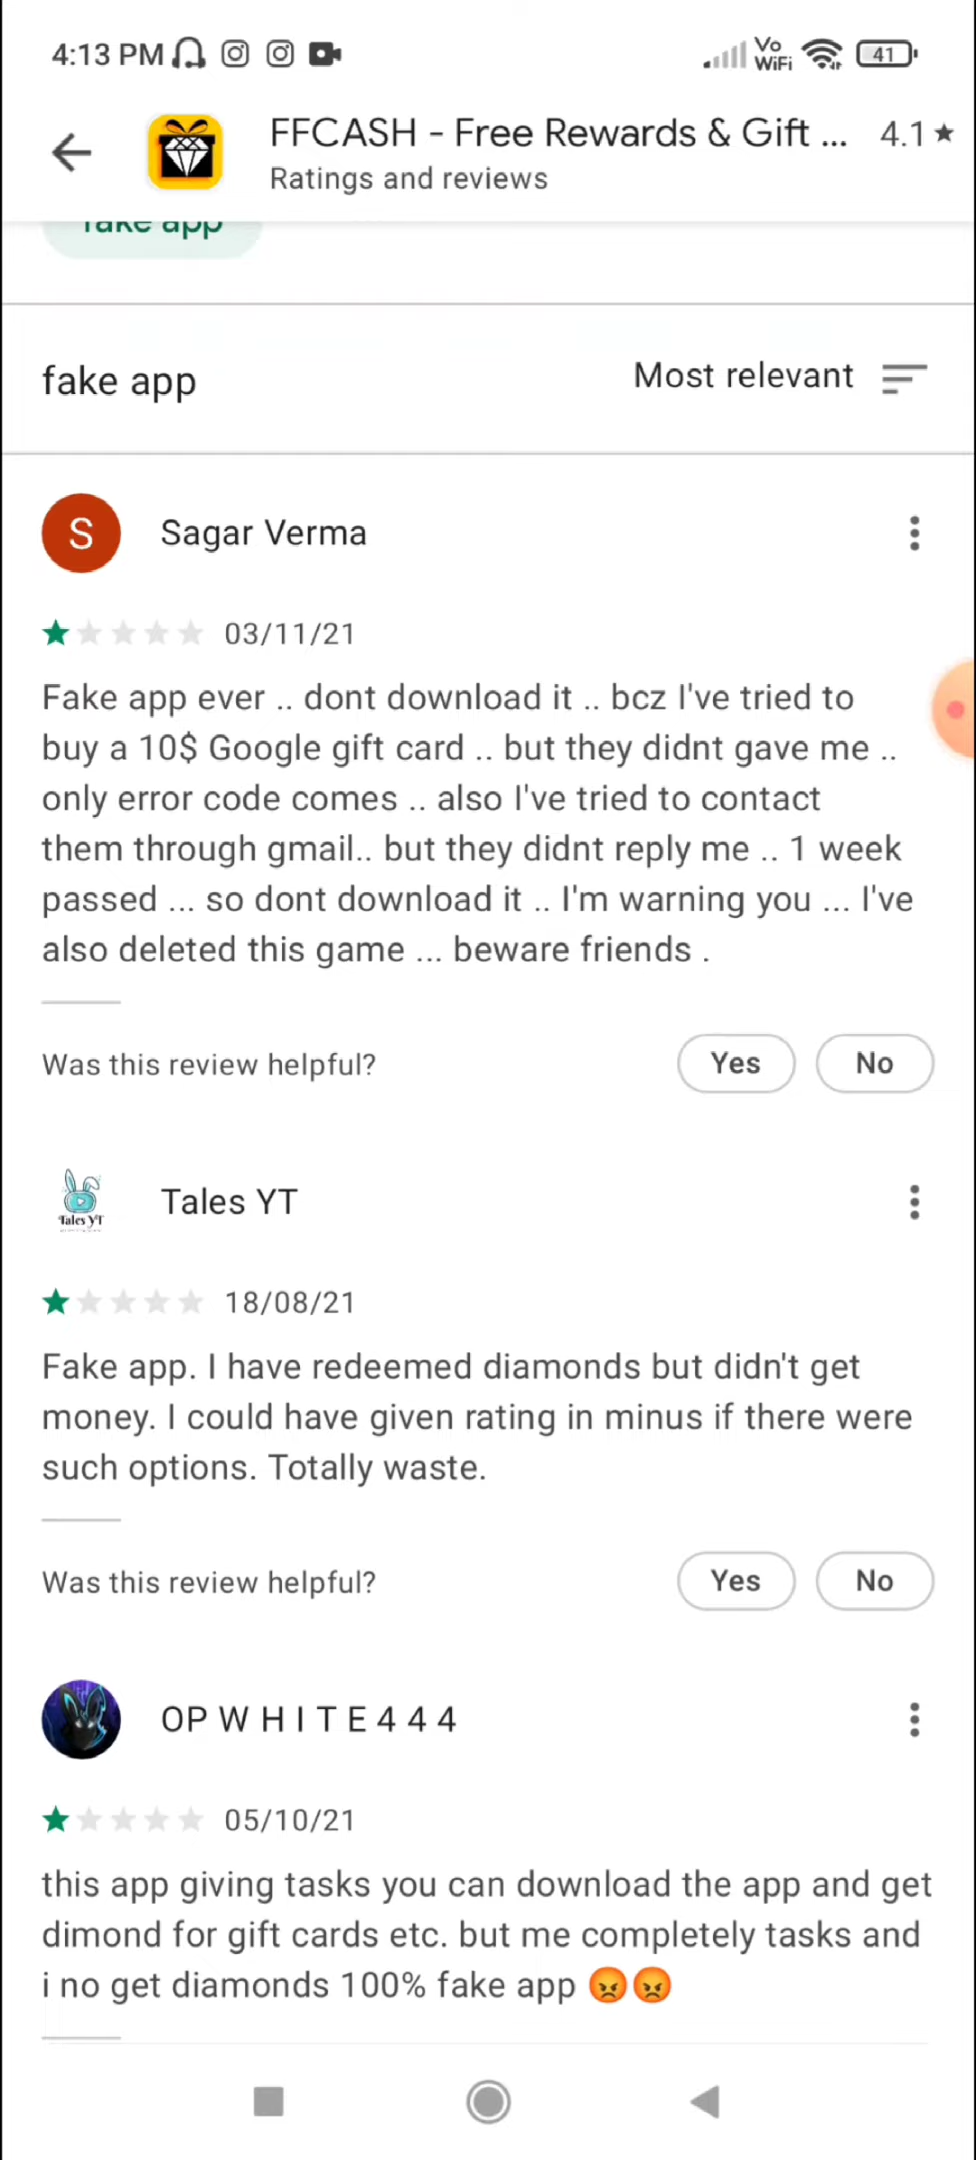 4:13 PM
Vo
WiFi
41
FFCASH - Free Rewards & Gift ... 4.1★
Ratings and reviews
fake app
fake app
Most relevant
S
Sagar Verma
03/11/21
Fake app ever .. dont download it .. bcz I've tried to
buy a 10$ Google gift card .. but they didnt gave me ..
only error code comes .. also I've tried to contact
them through gmail.. but they didnt reply me .. 1 week
passed ... so dont download it .. I'm warning you ... I've
also deleted this game ... beware friends .
Was this review helpful?
Yes
No
Tales YT
Tales YT
18/08/21
Fake app. I have redeemed diamonds but didn't get
money. I could have given rating in minus if there were
such options. Totally waste.
Was this review helpful?
Yes
No
OP W H I T E 4 4 4
05/10/21
this app giving tasks you can download the app and get
dimond for gift cards etc. but me completely tasks and
i no get diamonds 100% fake app 😡😡